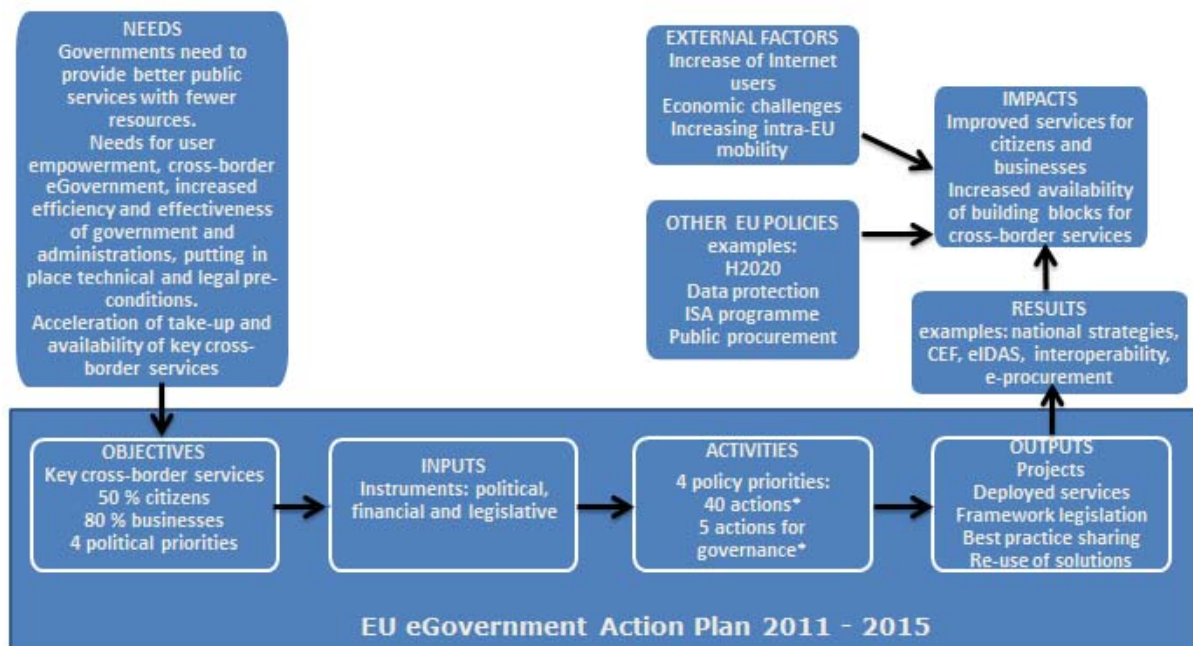 NEEDS
Governments need to
provide better public
services with fewer
resources.
Needs for user
empowerment, cross-border
eGovernment, increased
efficiency and effectiveness
of government and
administrations, putting in
place technical and legal pre-
conditions.
Acceleration of take-up and
availability of key cross-
border services
EXTERNAL FACTORS
Increase of Internet
users
Economic challenges
Increasing intra-EU
mobility
IMPACTS
Improved services for
citizens and
businesses
Increased availability
of building blocks for
cross-border services
OTHER EU POLICIES
examples:
H2020
Data protection
ISA programme
Public procurement
RESULTS
examples: national strategies,
CEF, eIDAS, interoperability,
e-procurement
OBJECTIVES
Key cross-border services
50 % citizens
80 % businesses
4 political priorities
INPUTS
Instruments: political,
financial and legislative
ACTIVITIES
4 policy priorities:
40 actions*
5 actions for
governance*
OUTPUTS
Projects
Deployed services
Framework legislation
Best practice sharing
Re-use of solutions
EU eGovernment Action Plan 2011 - 2015